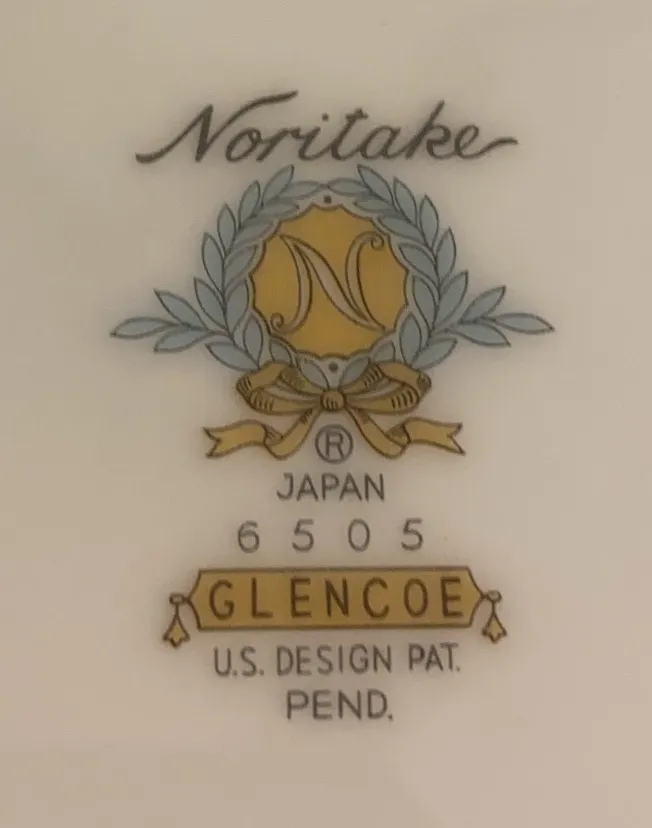 Noritake
N
®
JAPAN
6505
GLENCOE
U.S. DESIGN PAT.
PEND.